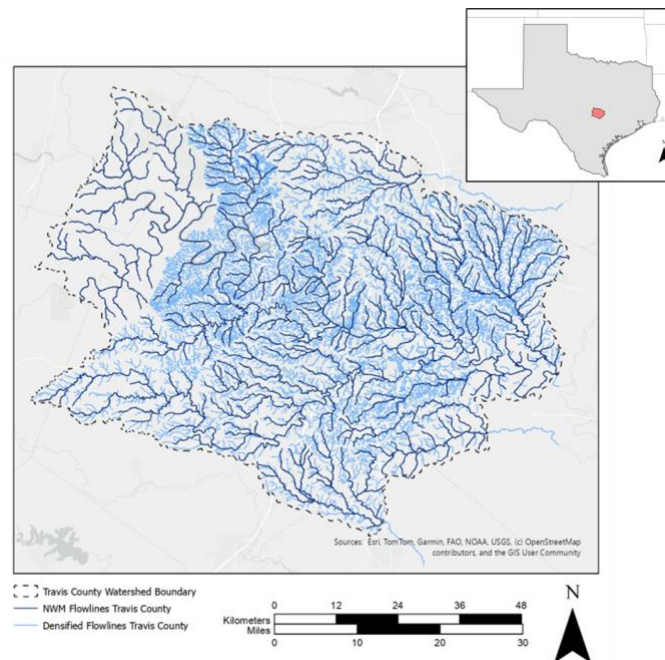 Sources: Esri, TomTom, Garmin, FAO, NOAA, USGS, (c) OpenStreetMap
contributors, and the GIS User Community
Travis County Watershed Boundary
NWM Flowlines Travis County
Densified Flowlines Travis County
0 12 24 36 48
Kilometers
Miles
0 10 20 30
N